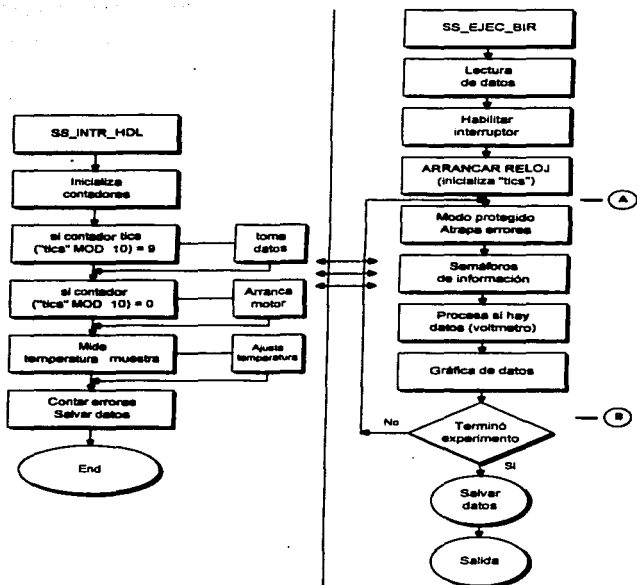 SS_INTR_HDL
Inicializa
contadores
si contador tics
("tics" MOD 10) = 9
toma
datos
si contador
("tics" MOD 10) = 0
Arranca
motor
Mide
temperatura muestra
Ajusta
temperatura
Contar errores
Salvar datos
End
SS_EJEC_BIR
Lectura
de datos
Habilitar
interruptor
ARRANCAR RELOJ
(inicializa "tics")
A
Modo protegido
Atrapa errores
Semáforos
de información
Procesa si hay
datos (voltmetro)
Gráfica de datos
B
No
Terminó
experimento
Si
Salvar
datos
Salida